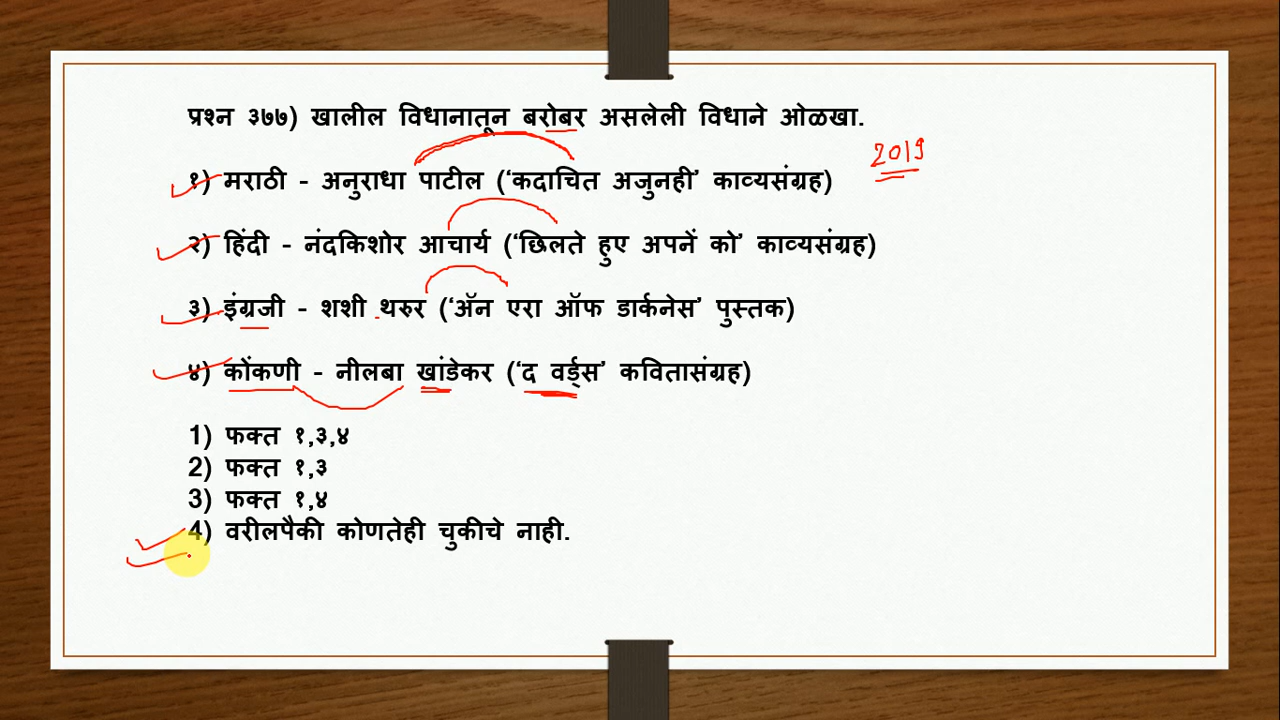 प्रश्न ३७७) खालील विधानातून बरोबर असलेली विधाने ओळखा.
2019
१) मराठी - अनुराधा पाटील (‘कदाचित अजुनही’ काव्यसंग्रह)
२) हिंदी - नंदकिशोर आचार्य (‘छिलते हुए अपनें को’ काव्यसंग्रह)
३) इंग्रजी - शशी थरुर (‘ॲन एरा ऑफ डार्कनेस’ पुस्तक)
४) कोंकणी - नीलबा खांडेकर (‘द वर्ड्स’ कवितासंग्रह)
1) फक्त १,३,४
2) फक्त १,३
3) फक्त १,४
4) वरीलपैकी कोणतेही चुकीचे नाही.